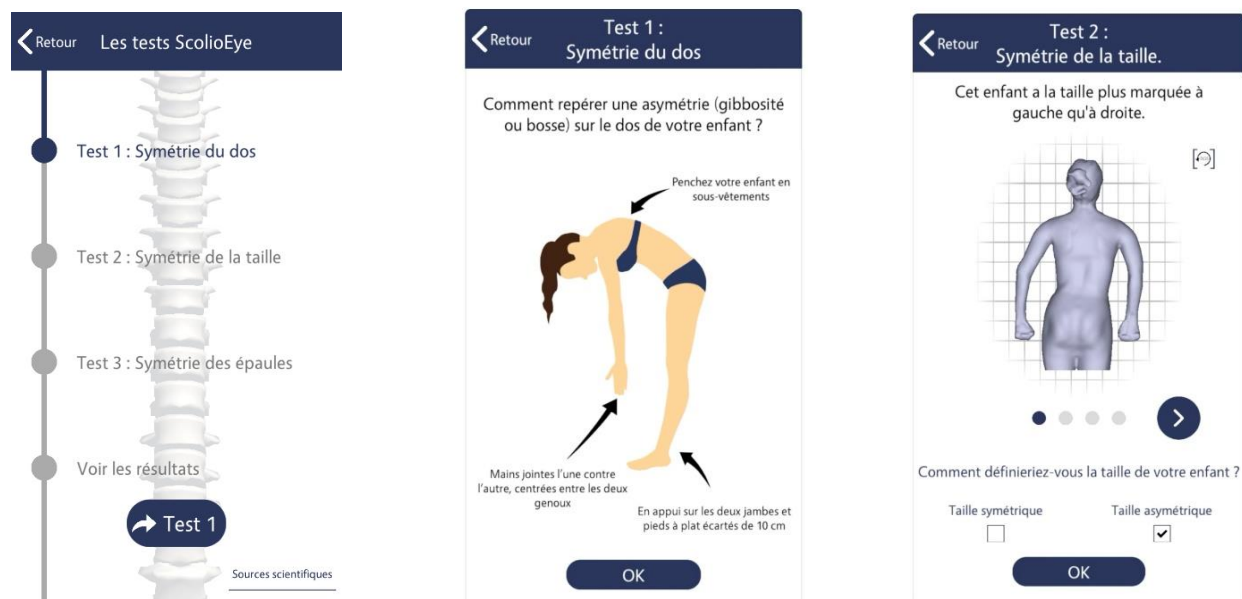 Retour
Les tests ScolioEye
Test 1 : Symétrie du dos
Test 2 : Symétrie de la taille
Test 3 : Symétrie des épaules
Voir les résultats
Test 1
Sources scientifiques
Retour
Test 1 :
Symétrie du dos
Comment repérer une asymétrie (gibbosité
ou bosse) sur le dos de votre enfant ?
Penchez votre enfant en
sous-vêtements
Mains jointes l'une contre
l'autre, centrées entre les deux
genoux
En appui sur les deux jambes et
pieds à plat écartés de 10 cm
OK
Retour
Test 2 :
Symétrie de la taille.
Cet enfant a la taille plus marquée à
gauche qu'à droite.
Comment définieriez-vous la taille de votre enfant ?
Taille symétrique
Taille asymétrique
OK